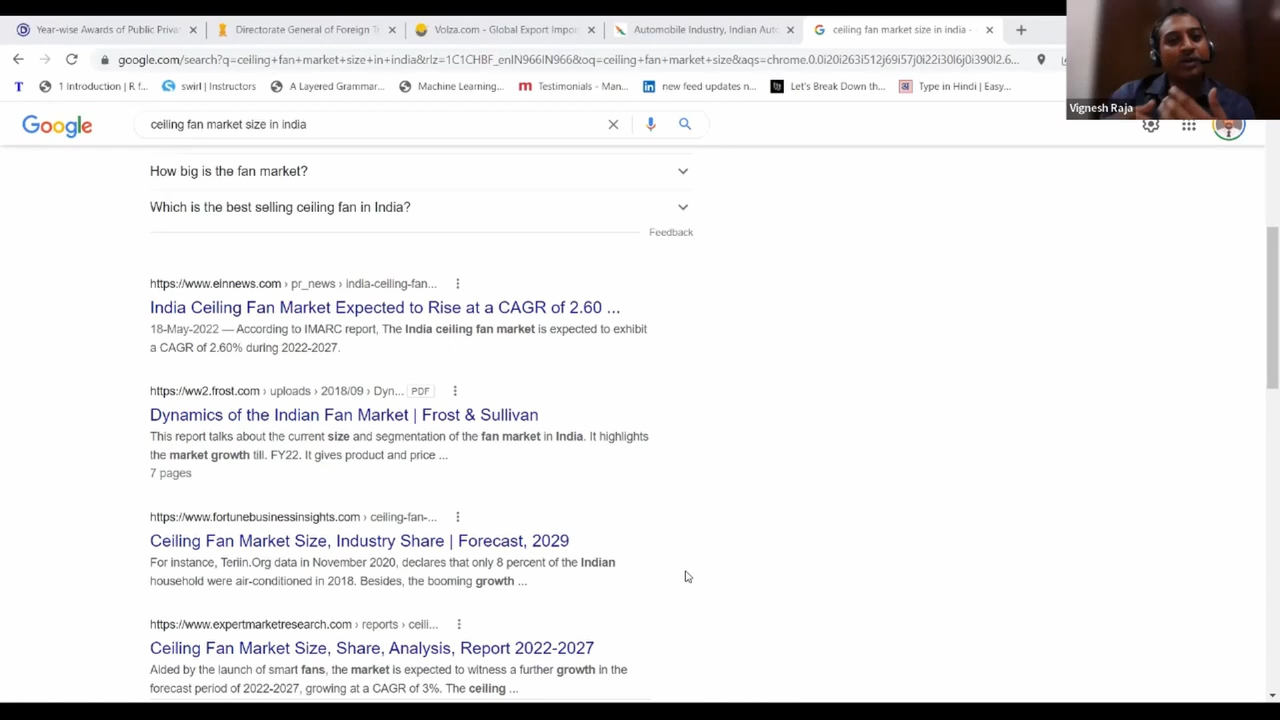 Year-wise Awards of Public Priva
Directorate General of Foreign T
Volza.com - Global Export Impor
Automobile Industry, Indian Auto
ceiling fan market size in india -
google.com/search?q=ceiling+fan+market+size+in+india&rlz=1C1CHBF_enIN966IN966&oq=ceiling+fan+market+size&aqs=chrome.0.0i20i263i512j69i57j0i22i30l6j0i390l2.6...
1 Introduction | R f...
swirl | Instructors
A Layered Grammar...
Machine Learning...
Testimonials - Man...
new feed updates n...
Let's Break Down th...
Type in Hindi | Easy...
Vignesh Raja
Google
ceiling fan market size in india
How big is the fan market?
Which is the best selling ceiling fan in India?
Feedback
https://www.einnews.com › pr_news › india-ceiling-fan...
India Ceiling Fan Market Expected to Rise at a CAGR of 2.60 ...
18-May-2022 — According to IMARC report, The India ceiling fan market is expected to exhibit
a CAGR of 2.60% during 2022-2027.
https://ww2.frost.com › uploads › 2018/09 › Dyn... PDF
Dynamics of the Indian Fan Market | Frost & Sullivan
This report talks about the current size and segmentation of the fan market in India. It highlights
the market growth till. FY22. It gives product and price ...
7 pages
https://www.fortunebusinessinsights.com › ceiling-fan-...
Ceiling Fan Market Size, Industry Share | Forecast, 2029
For instance, Teriin.Org data in November 2020, declares that only 8 percent of the Indian
household were air-conditioned in 2018. Besides, the booming growth ...
https://www.expertmarketresearch.com › reports › ceili...
Ceiling Fan Market Size, Share, Analysis, Report 2022-2027
Aided by the launch of smart fans, the market is expected to witness a further growth in the
forecast period of 2022-2027, growing at a CAGR of 3%. The ceiling ...